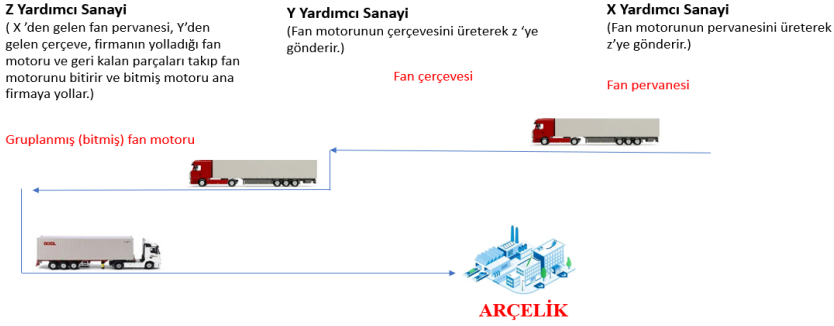 Z Yardımcı Sanayi
( X 'den gelen fan pervanesi, Y'den
gelen çerçeve, firmanın yolladığı fan
motoru ve geri kalan parçaları takıp fan
motorunu bitirir ve bitmiş motoru ana
firmaya yollar.)
Gruplanmış (bitmiş) fan motoru
Y Yardımcı Sanayi
(Fan motorunun çerçevesini üreterek z 'ye
gönderir.)
Fan çerçevesi
X Yardımcı Sanayi
(Fan motorunun pervanesini üreterek
z'ye gönderir.)
Fan pervanesi
ARÇELİK